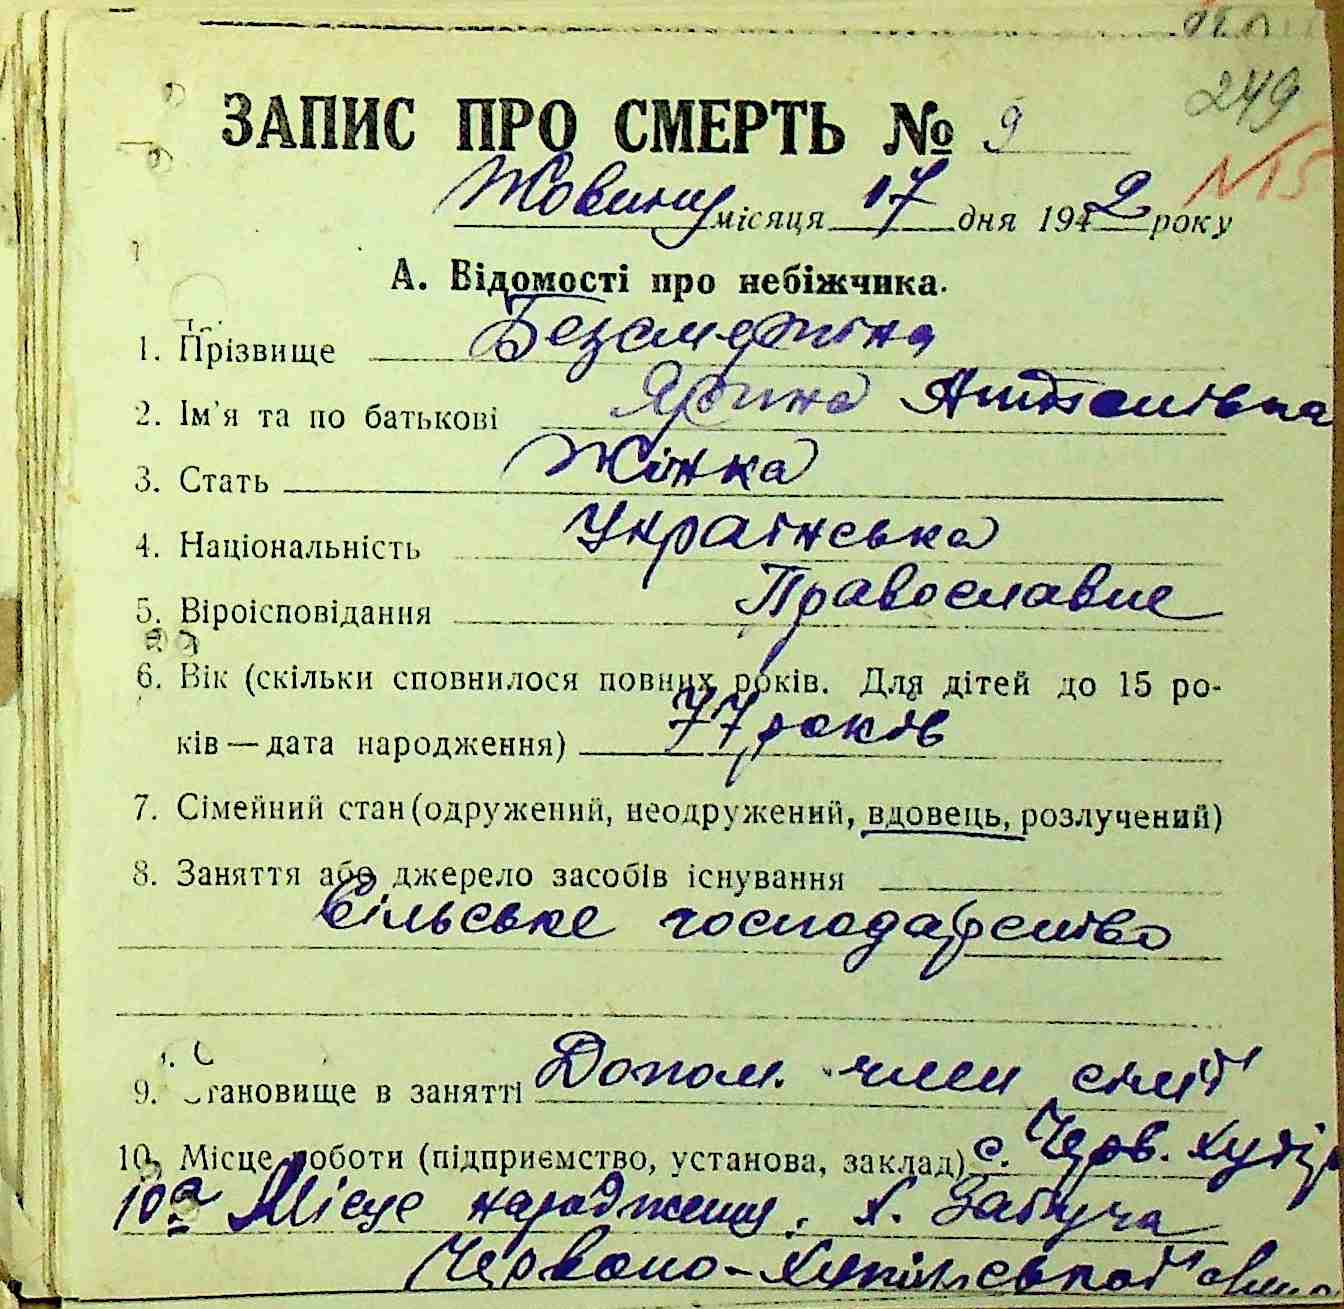 249
ЗАПИС ПРО СМЕРТЬ № 9
N15
Жовтня місяця 17 дня 1942 року
А. Відомості про небіжчика.
1. Прізвище Безсмертна
2. Ім'я та по батькові Ярина Антонівна
3. Стать Жінка
4. Національність Українська
5. Віроісповідання Православне
6. Вік (скільки сповнилося повних років. Для дітей до 15 ро-
ків — дата народження) 77 років
7. Сімейний стан (одружений, неодружений, вдовець, розлучений)
8. Заняття або джерело засобів існування
Сільське господарство
9. Становище в занятті Допом. член сім'ї
10. Місце роботи (підприємство, установа, заклад) с. Черв. Хутір
10а Місце народження: х.
Червоно-Хутірської